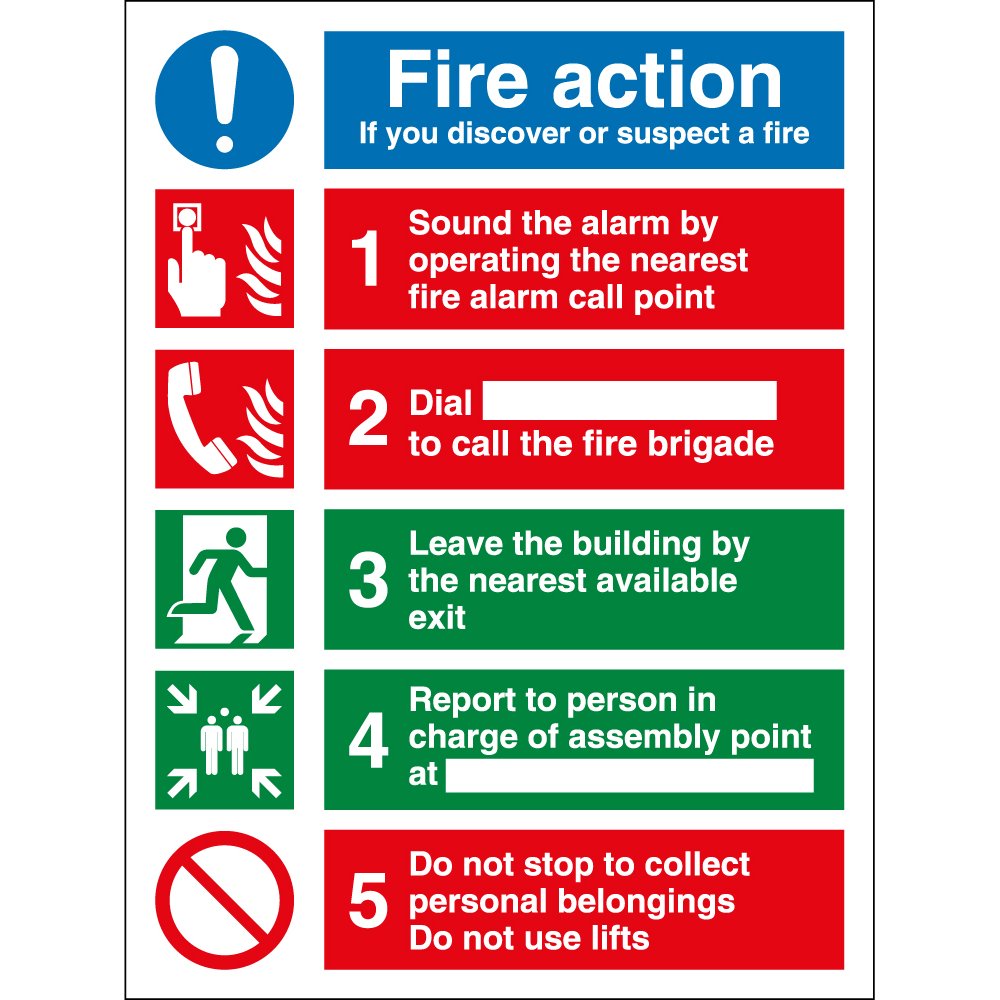 Fire action
If you discover or suspect a fire
1
Sound the alarm by
operating the nearest
fire alarm call point
2
Dial
to call the fire brigade
3
Leave the building by
the nearest available
exit
4
Report to person in
charge of assembly point
at
5
Do not stop to collect
personal belongings
Do not use lifts